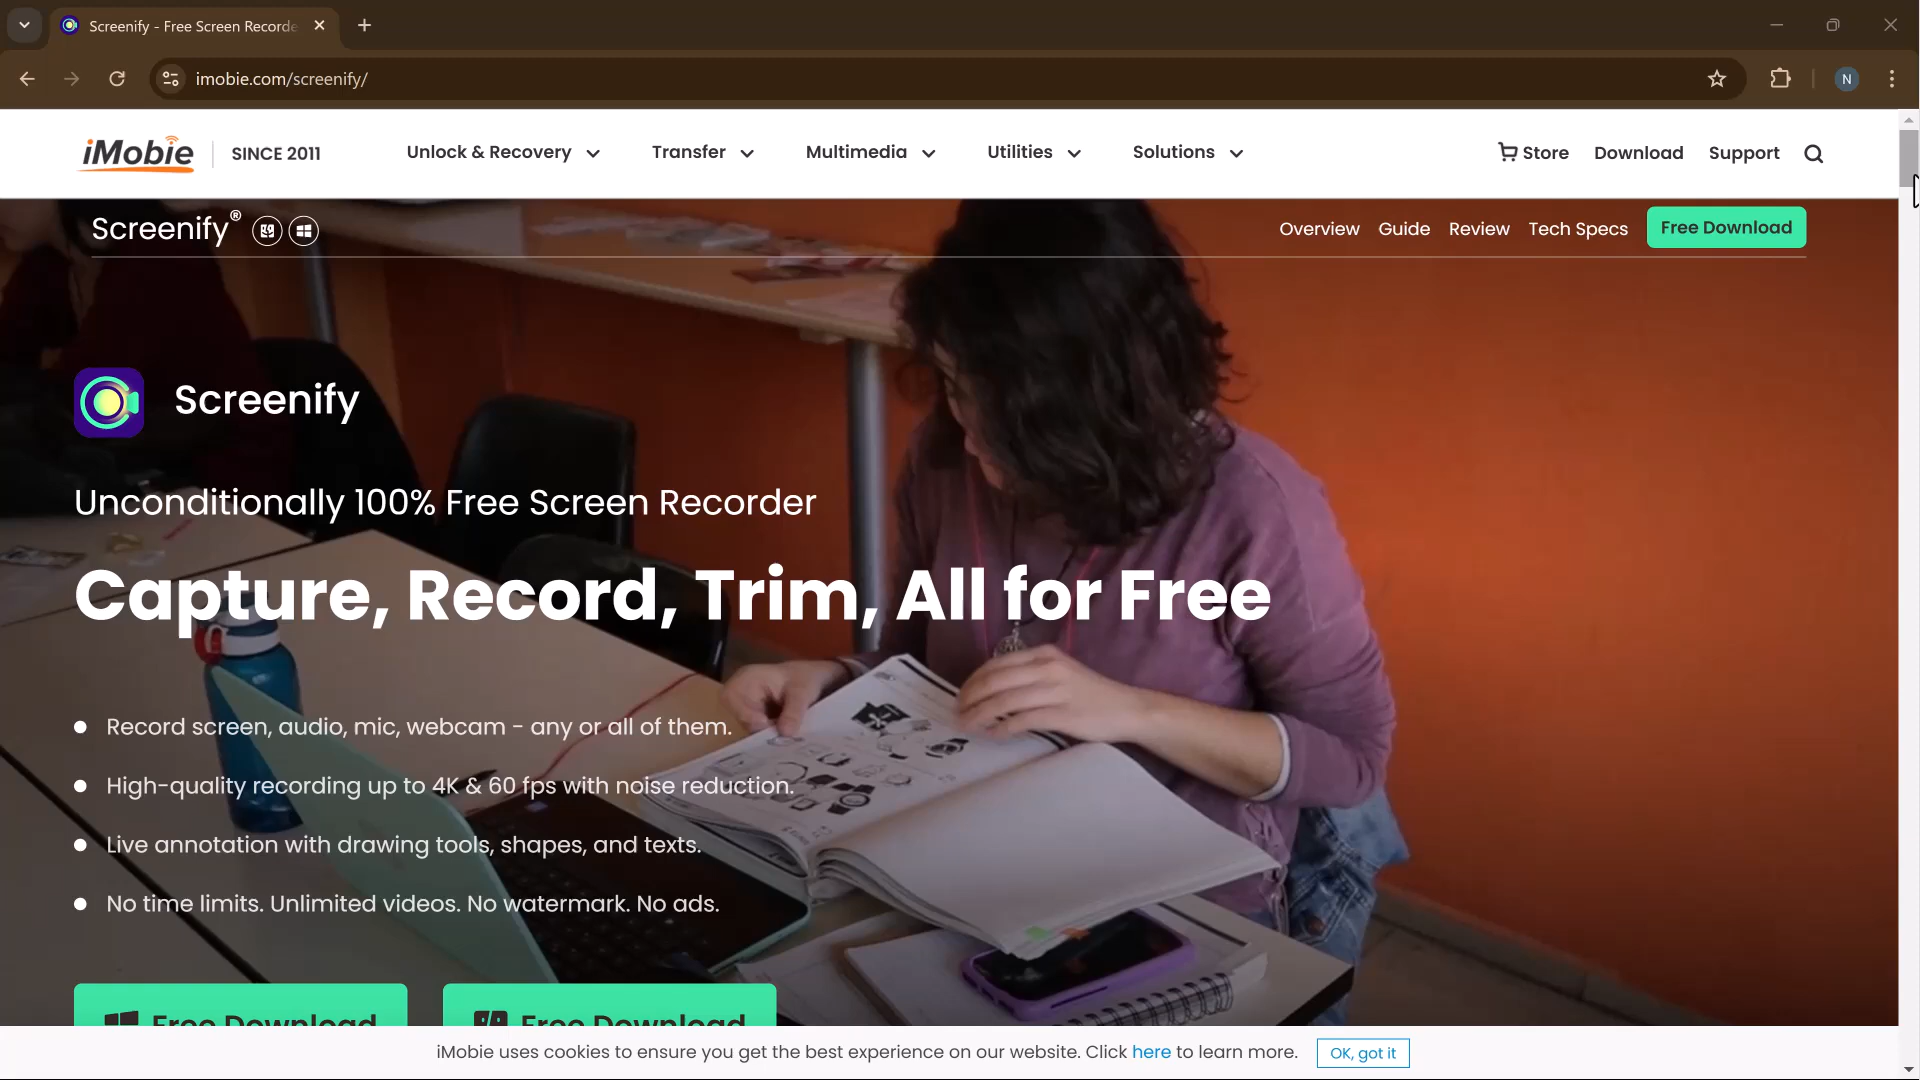 Screenify - Free Screen Recorde
imobie.com/screenify/
N
iMobie
SINCE 2011
Unlock & Recovery
Transfer
Multimedia
Utilities
Solutions
Store
Download
Support
Screenify®
Overview
Guide
Review
Tech Specs
Free Download
Screenify
Unconditionally 100% Free Screen Recorder
Capture, Record, Trim, All for Free
Record screen, audio, mic, webcam - any or all of them.
High-quality recording up to 4K & 60 fps with noise reduction.
Live annotation with drawing tools, shapes, and texts.
No time limits. Unlimited videos. No watermark. No ads.
Free Download
Free Download
iMobie uses cookies to ensure you get the best experience on our website. Click here to learn more.
OK, got it